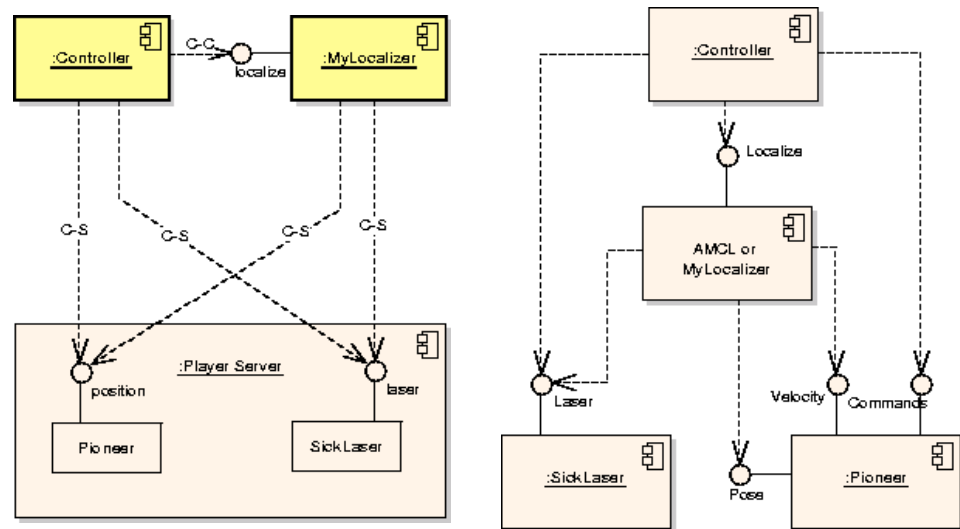 :Controller
C-C
localize
:MyLocalizer
C-S
C-S
C-S
C-S
:Player Server
position
laser
Pioneer
SickLaser
:Controller
Localize
AMCL or
MyLocalizer
Laser
Velocity
Commands
:SickLaser
Pose
:Pioneer